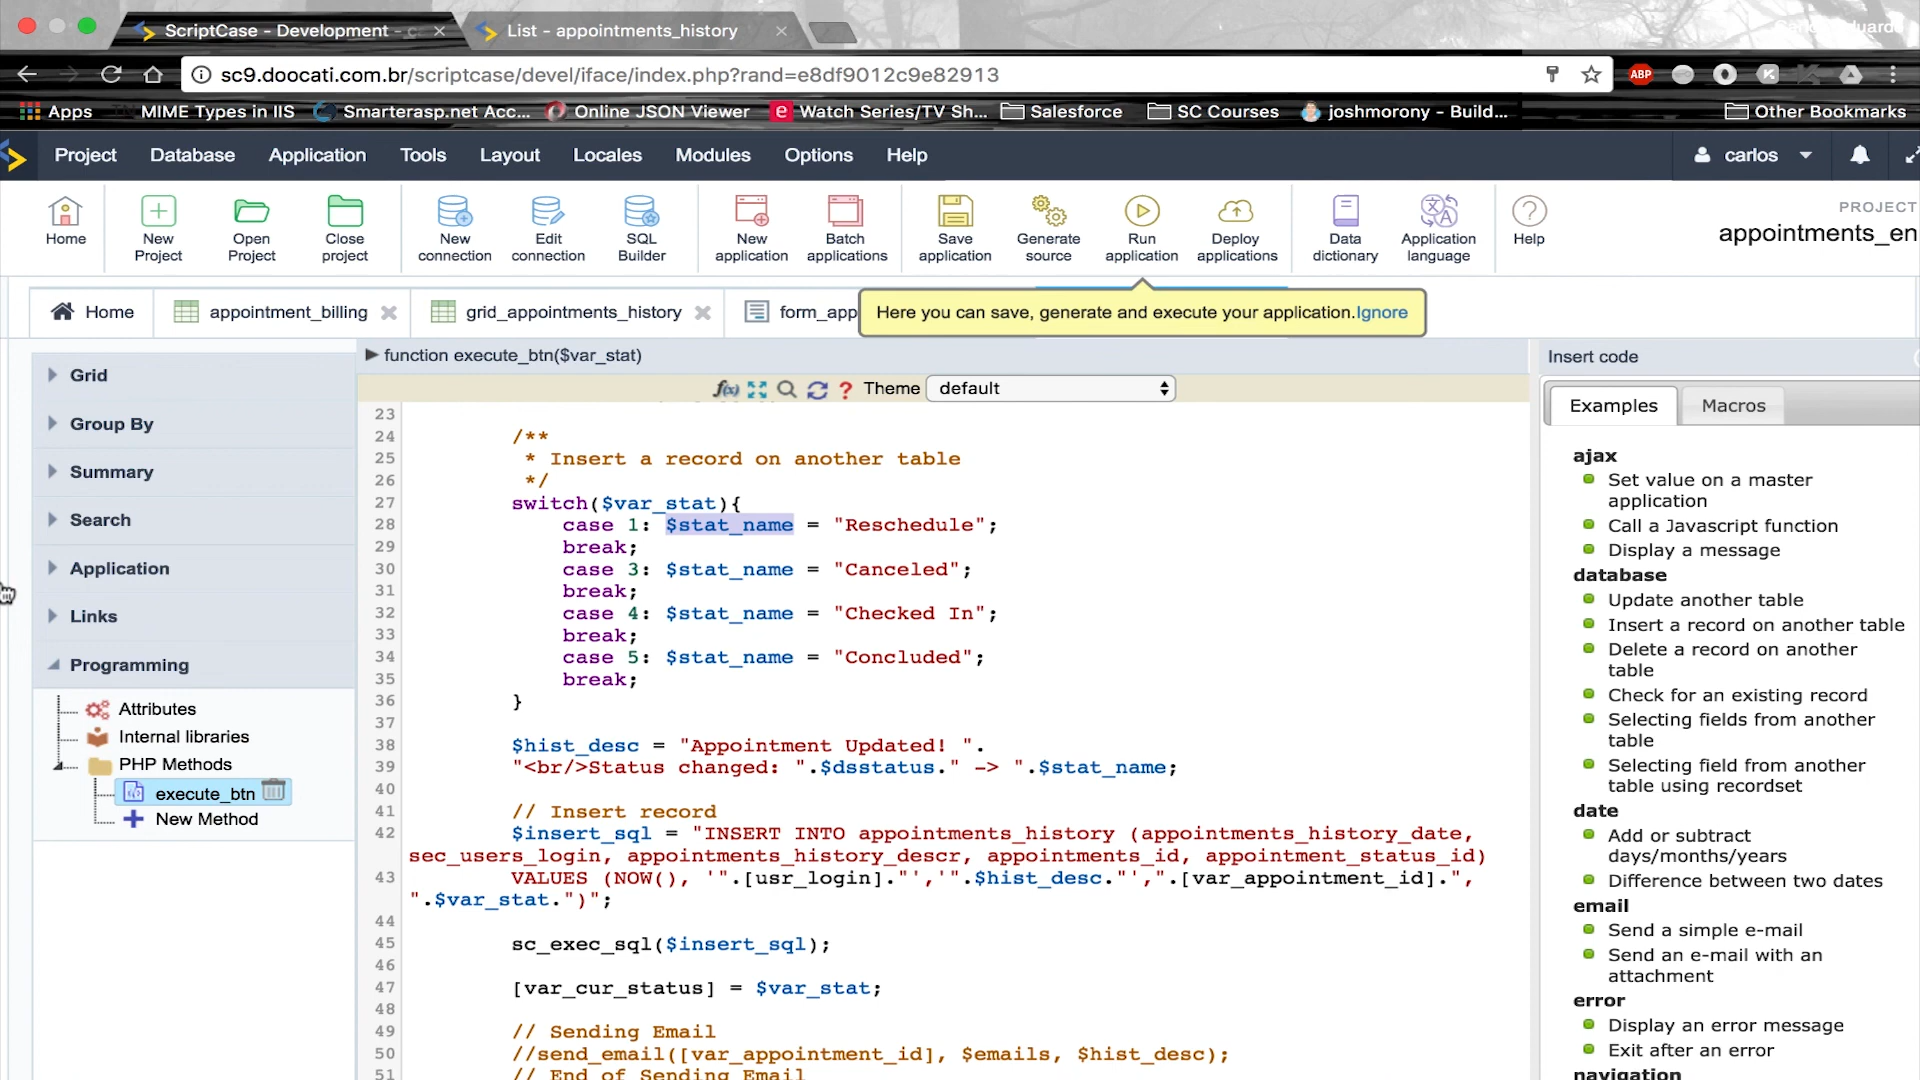 ScriptCase - Development -
List - appointments_history
sc9.doocati.com.br/scriptcase/devel/iface/index.php?rand=e8df9012c9e82913
ABP
Apps
MIME Types in IIS
Smarterasp.net Acc...
Online JSON Viewer
Watch Series/TV Sh...
Salesforce
SC Courses
joshmorony - Build...
Other Bookmarks
Project
Database
Application
Tools
Layout
Locales
Modules
Options
Help
carlos
Home
New
Project
Open
Project
Close
project
New
connection
Edit
connection
SQL
Builder
New
application
Batch
applications
Save
application
Generate
source
Run
application
Deploy
applications
Data
dictionary
Application
language
Help
PROJECT
appointments_en
Home
appointment_billing
grid_appointments_history
form_app
Here you can save, generate and execute your application.Ignore
Grid
Group By
Summary
Search
Application
Links
Programming
Attributes
Internal libraries
PHP Methods
execute_btn
New Method
function execute_btn($var_stat)
Theme default
23
24 /**
25 * Insert a record on another table
26 */
27 switch($var_stat){
28 case 1: $stat_name = "Reschedule";
29 break;
30 case 3: $stat_name = "Canceled";
31 break;
32 case 4: $stat_name = "Checked In";
33 break;
34 case 5: $stat_name = "Concluded";
35 break;
36 }
37
38 $hist_desc = "Appointment Updated! ".
39 "<br/>Status changed: ".$dsstatus." -> ".$stat_name;
40
41 // Insert record
42 $insert_sql = "INSERT INTO appointments_history (appointments_history_date,
sec_users_login, appointments_history_descr, appointments_id, appointment_status_id)
43 VALUES (NOW(), '".[usr_login]."','".$hist_desc."',".[var_appointment_id].",
".$var_stat.")";
44
45 sc_exec_sql($insert_sql);
46
47 [var_cur_status] = $var_stat;
48
49 // Sending Email
50 //send_email([var_appointment_id], $emails, $hist_desc);
51 // End of Sending Email
Insert code
Examples
Macros
ajax
Set value on a master
application
Call a Javascript function
Display a message
database
Update another table
Insert a record on another table
Delete a record on another
table
Check for an existing record
Selecting fields from another
table
Selecting field from another
table using recordset
date
Add or subtract
days/months/years
Difference between two dates
email
Send a simple e-mail
Send an e-mail with an
attachment
error
Display an error message
Exit after an error
navigation